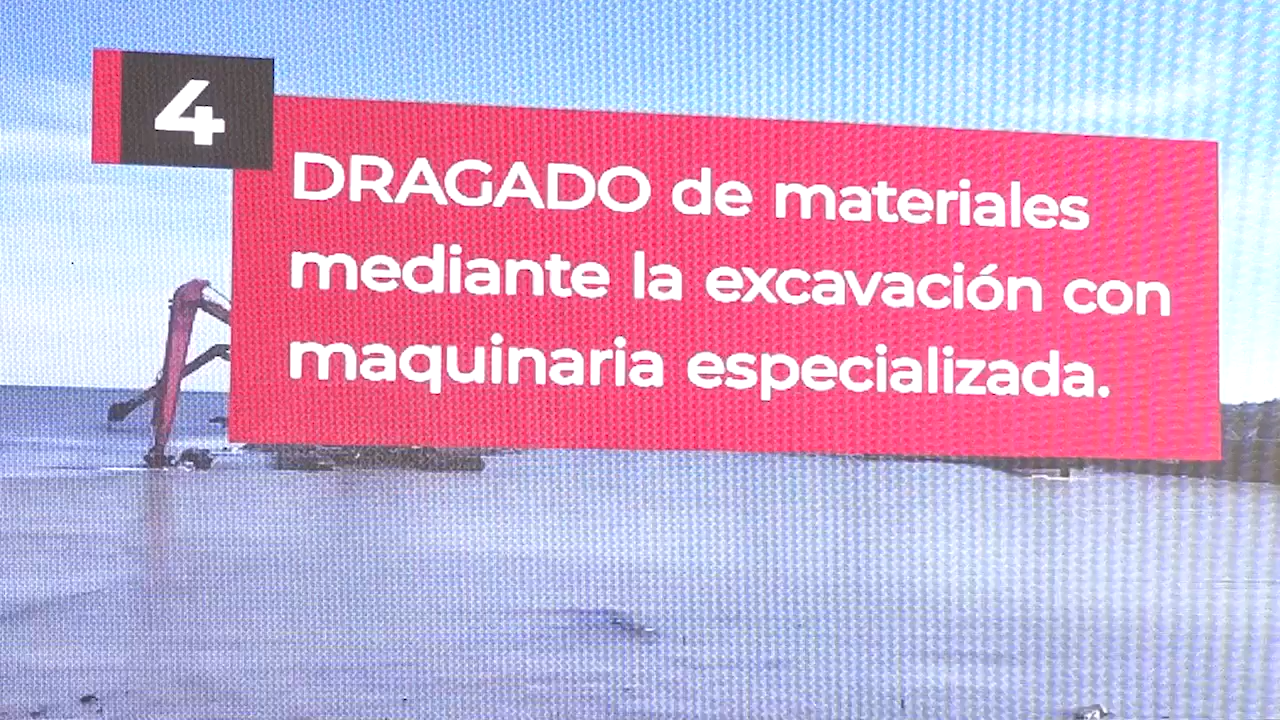 4
DRAGADO de materiales
mediante la excavación con
maquinaria especializada.